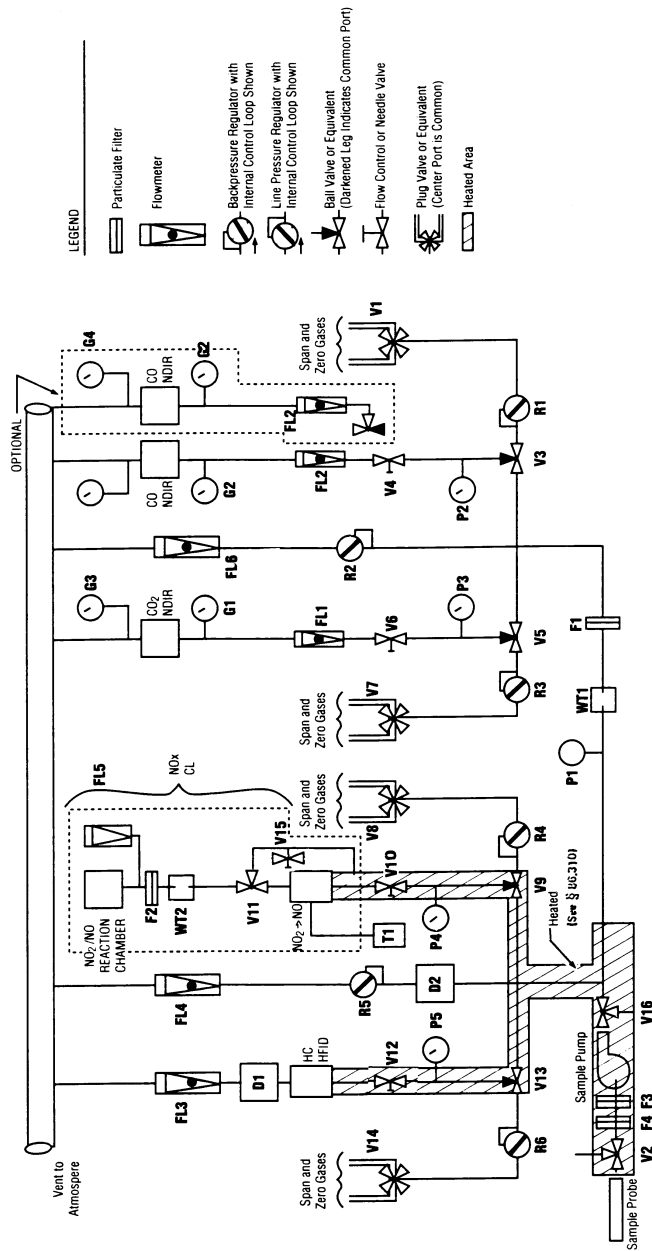 LEGEND
Particulate Filter
Flowmeter
Backpressure Regulator with
Internal Control Loop Shown
Line Pressure Regulator with
Internal Control Loop Shown
Ball Valve or Equivalent
(Darkened Leg Indicates Common Port)
Flow Control or Needle Valve
Plug Valve or Equivalent
(Center Port is Common)
Heated Area
OPTIONAL
Vent to
Atmospere
G4
CO
NDIR
G2
FL2
CO
NDIR
G2
FL2
V4
P2
Span and
Zero Gases
V1
R1
V3
FL6
R2
G3
CO2
NDIR
G1
FL1
V6
P3
V5
R3
Span and
Zero Gases
V7
F1
WT1
P1
NOx
CL
FL5
NO2/NO
REACTION
CHAMBER
F2
WT2
V11
V15
NO2→NO
T1
V10
P4
Span and
Zero Gases
V8
R4
V9
Heated
(See § 86.310)
FL4
R5
D2
FL3
D1
HC
HFID
V12
P5
V13
R6
Span and
Zero Gases
V14
Sample Pump
V16
F3
F4
V2
Sample Probe